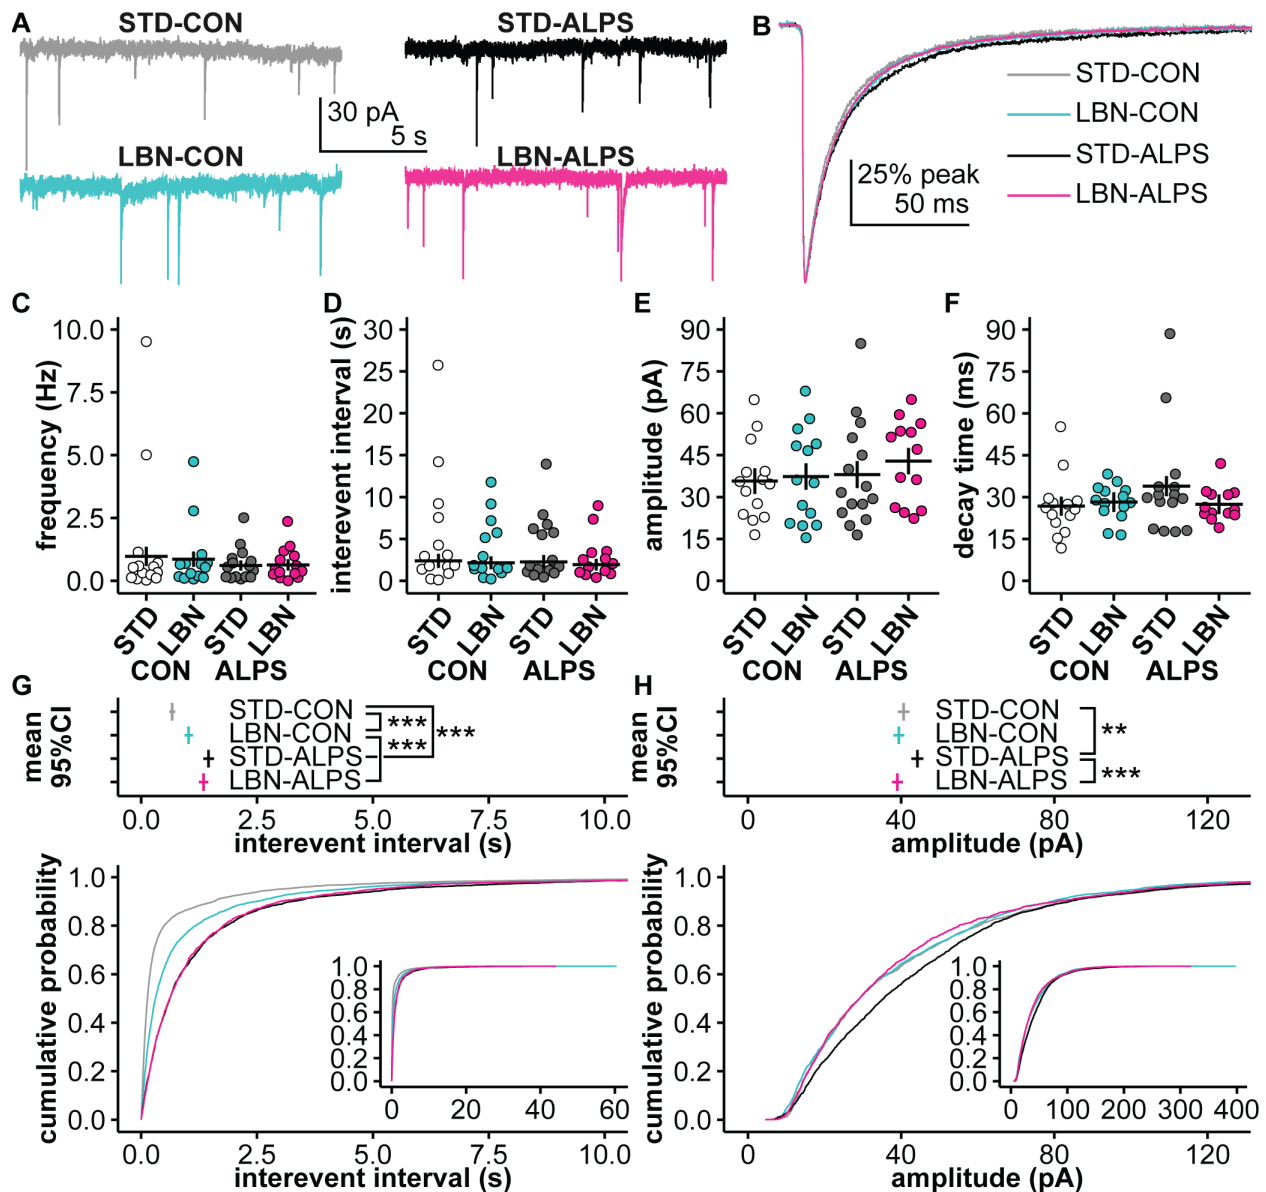 A
STD-CON
STD-ALPS
30 pA
5 s
LBN-CON
LBN-ALPS
B
STD-CON
LBN-CON
STD-ALPS
LBN-ALPS
25% peak
50 ms
C
frequency (Hz)
10.0
7.5
5.0
2.5
0.0
STD LBN STD LBN
CON ALPS
D
interevent interval (s)
30
25
20
15
10
5
0
STD LBN STD LBN
CON ALPS
E
amplitude (pA)
90
75
60
45
30
15
0
STD LBN STD LBN
CON ALPS
F
decay time (ms)
90
75
60
45
30
15
0
STD LBN STD LBN
CON ALPS
G
mean
95%CI
STD-CON
LBN-CON
STD-ALPS
LBN-ALPS
***
***
***
0.0 2.5 5.0 7.5 10.0
interevent interval (s)
cumulative probability
1.0
0.8
0.6
0.4
0.2
0.0
1.0
0.8
0.6
0.4
0.2
0.0
0 20 40 60
0.0 2.5 5.0 7.5 10.0
interevent interval (s)
H
mean
95%CI
STD-CON
LBN-CON
STD-ALPS
LBN-ALPS
**
***
0 40 80 120
amplitude (pA)
cumulative probability
1.0
0.8
0.6
0.4
0.2
0.0
1.0
0.8
0.6
0.4
0.2
0.0
0 100 200 300 400
0 40 80 120
amplitude (pA)